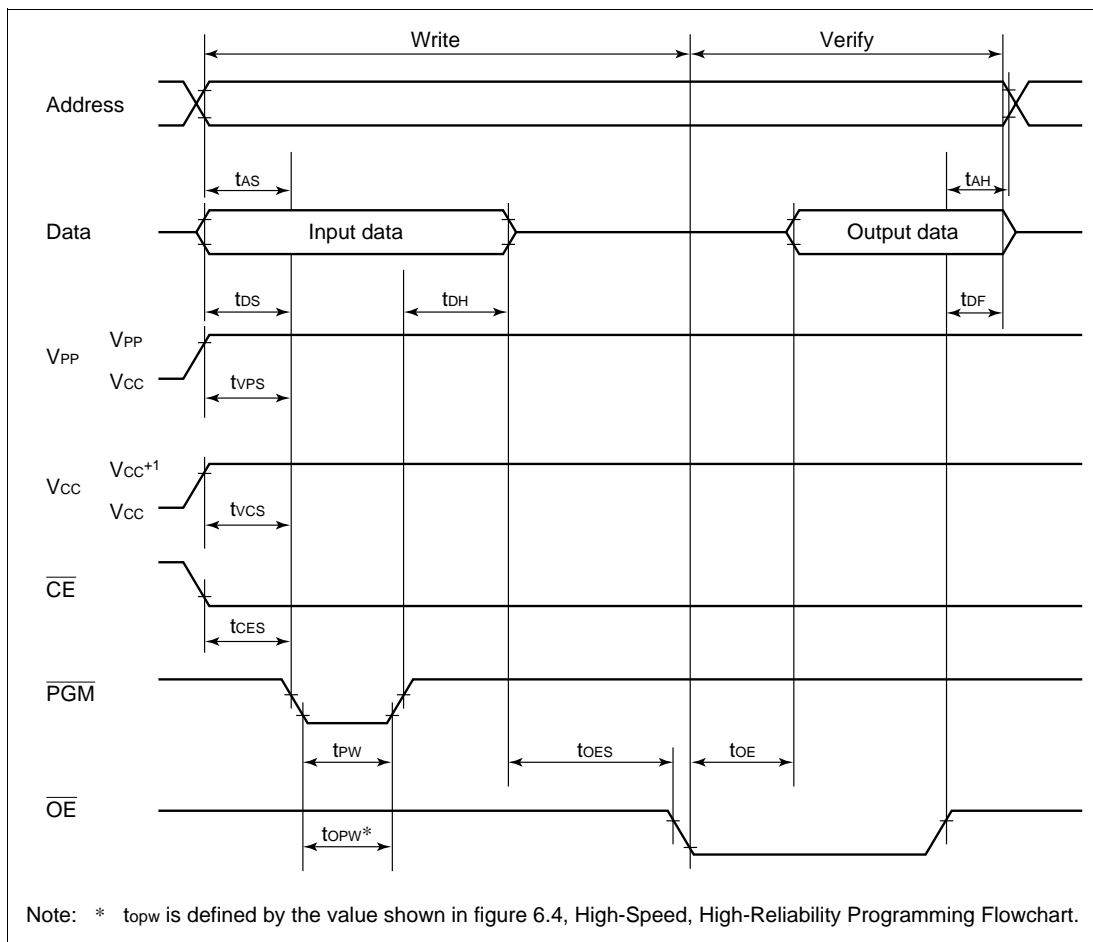 Write
Verify
Address
tAS
tAH
Data
Input data
Output data
tDS
tDH
tDF
VPP
VPP
VCC
tVPS
VCC
VCC+1
VCC
tVCS
CE
tCES
PGM
tPW
tOES
tOE
OE
tOPW*
Note: * topw is defined by the value shown in figure 6.4, High-Speed, High-Reliability Programming Flowchart.